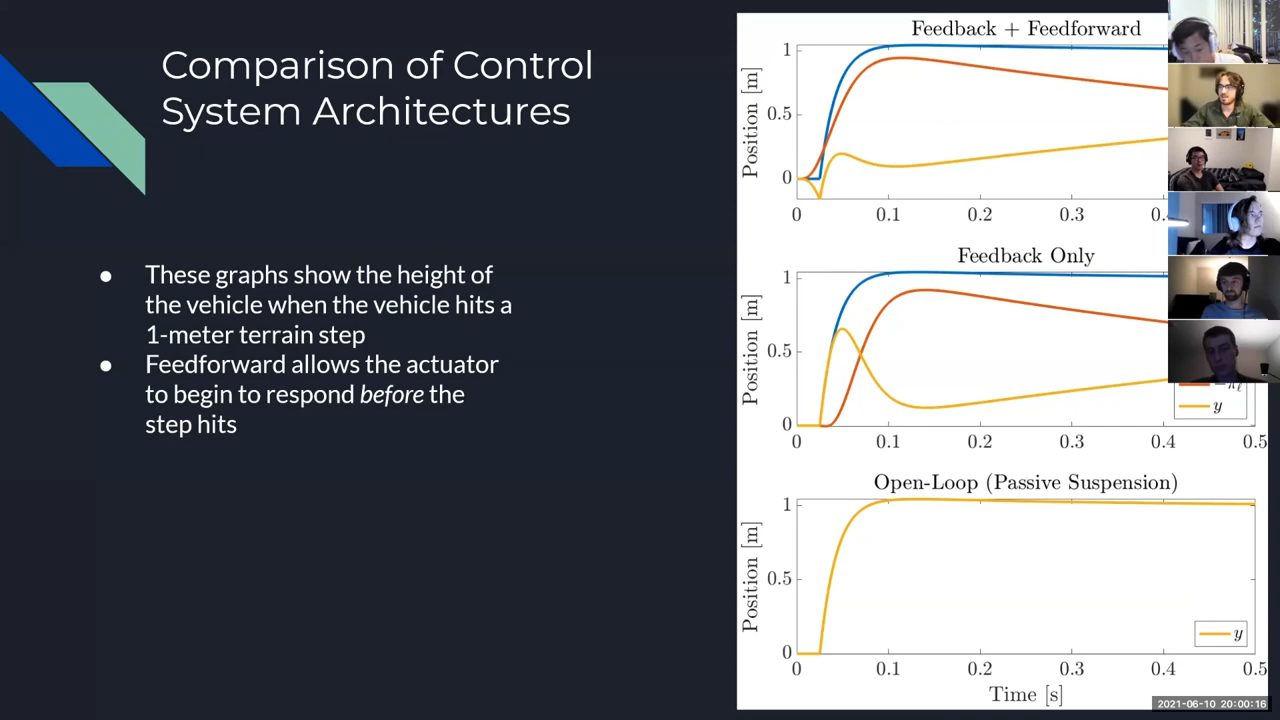 Comparison of Control
System Architectures
● These graphs show the height of
the vehicle when the vehicle hits a
1-meter terrain step
● Feedforward allows the actuator
to begin to respond before the
step hits
Feedback + Feedforward
Position [m]
1
0.5
0
0 0.1 0.2 0.3
Feedback Only
Position [m]
1
0.5
0
0 0.1 0.2 0.3 0.4 0.5
y
Open-Loop (Passive Suspension)
Position [m]
1
0.5
0
0 0.1 0.2 0.3 0.4 0.5
y
Time [s]
2021-06-10 20:00:16